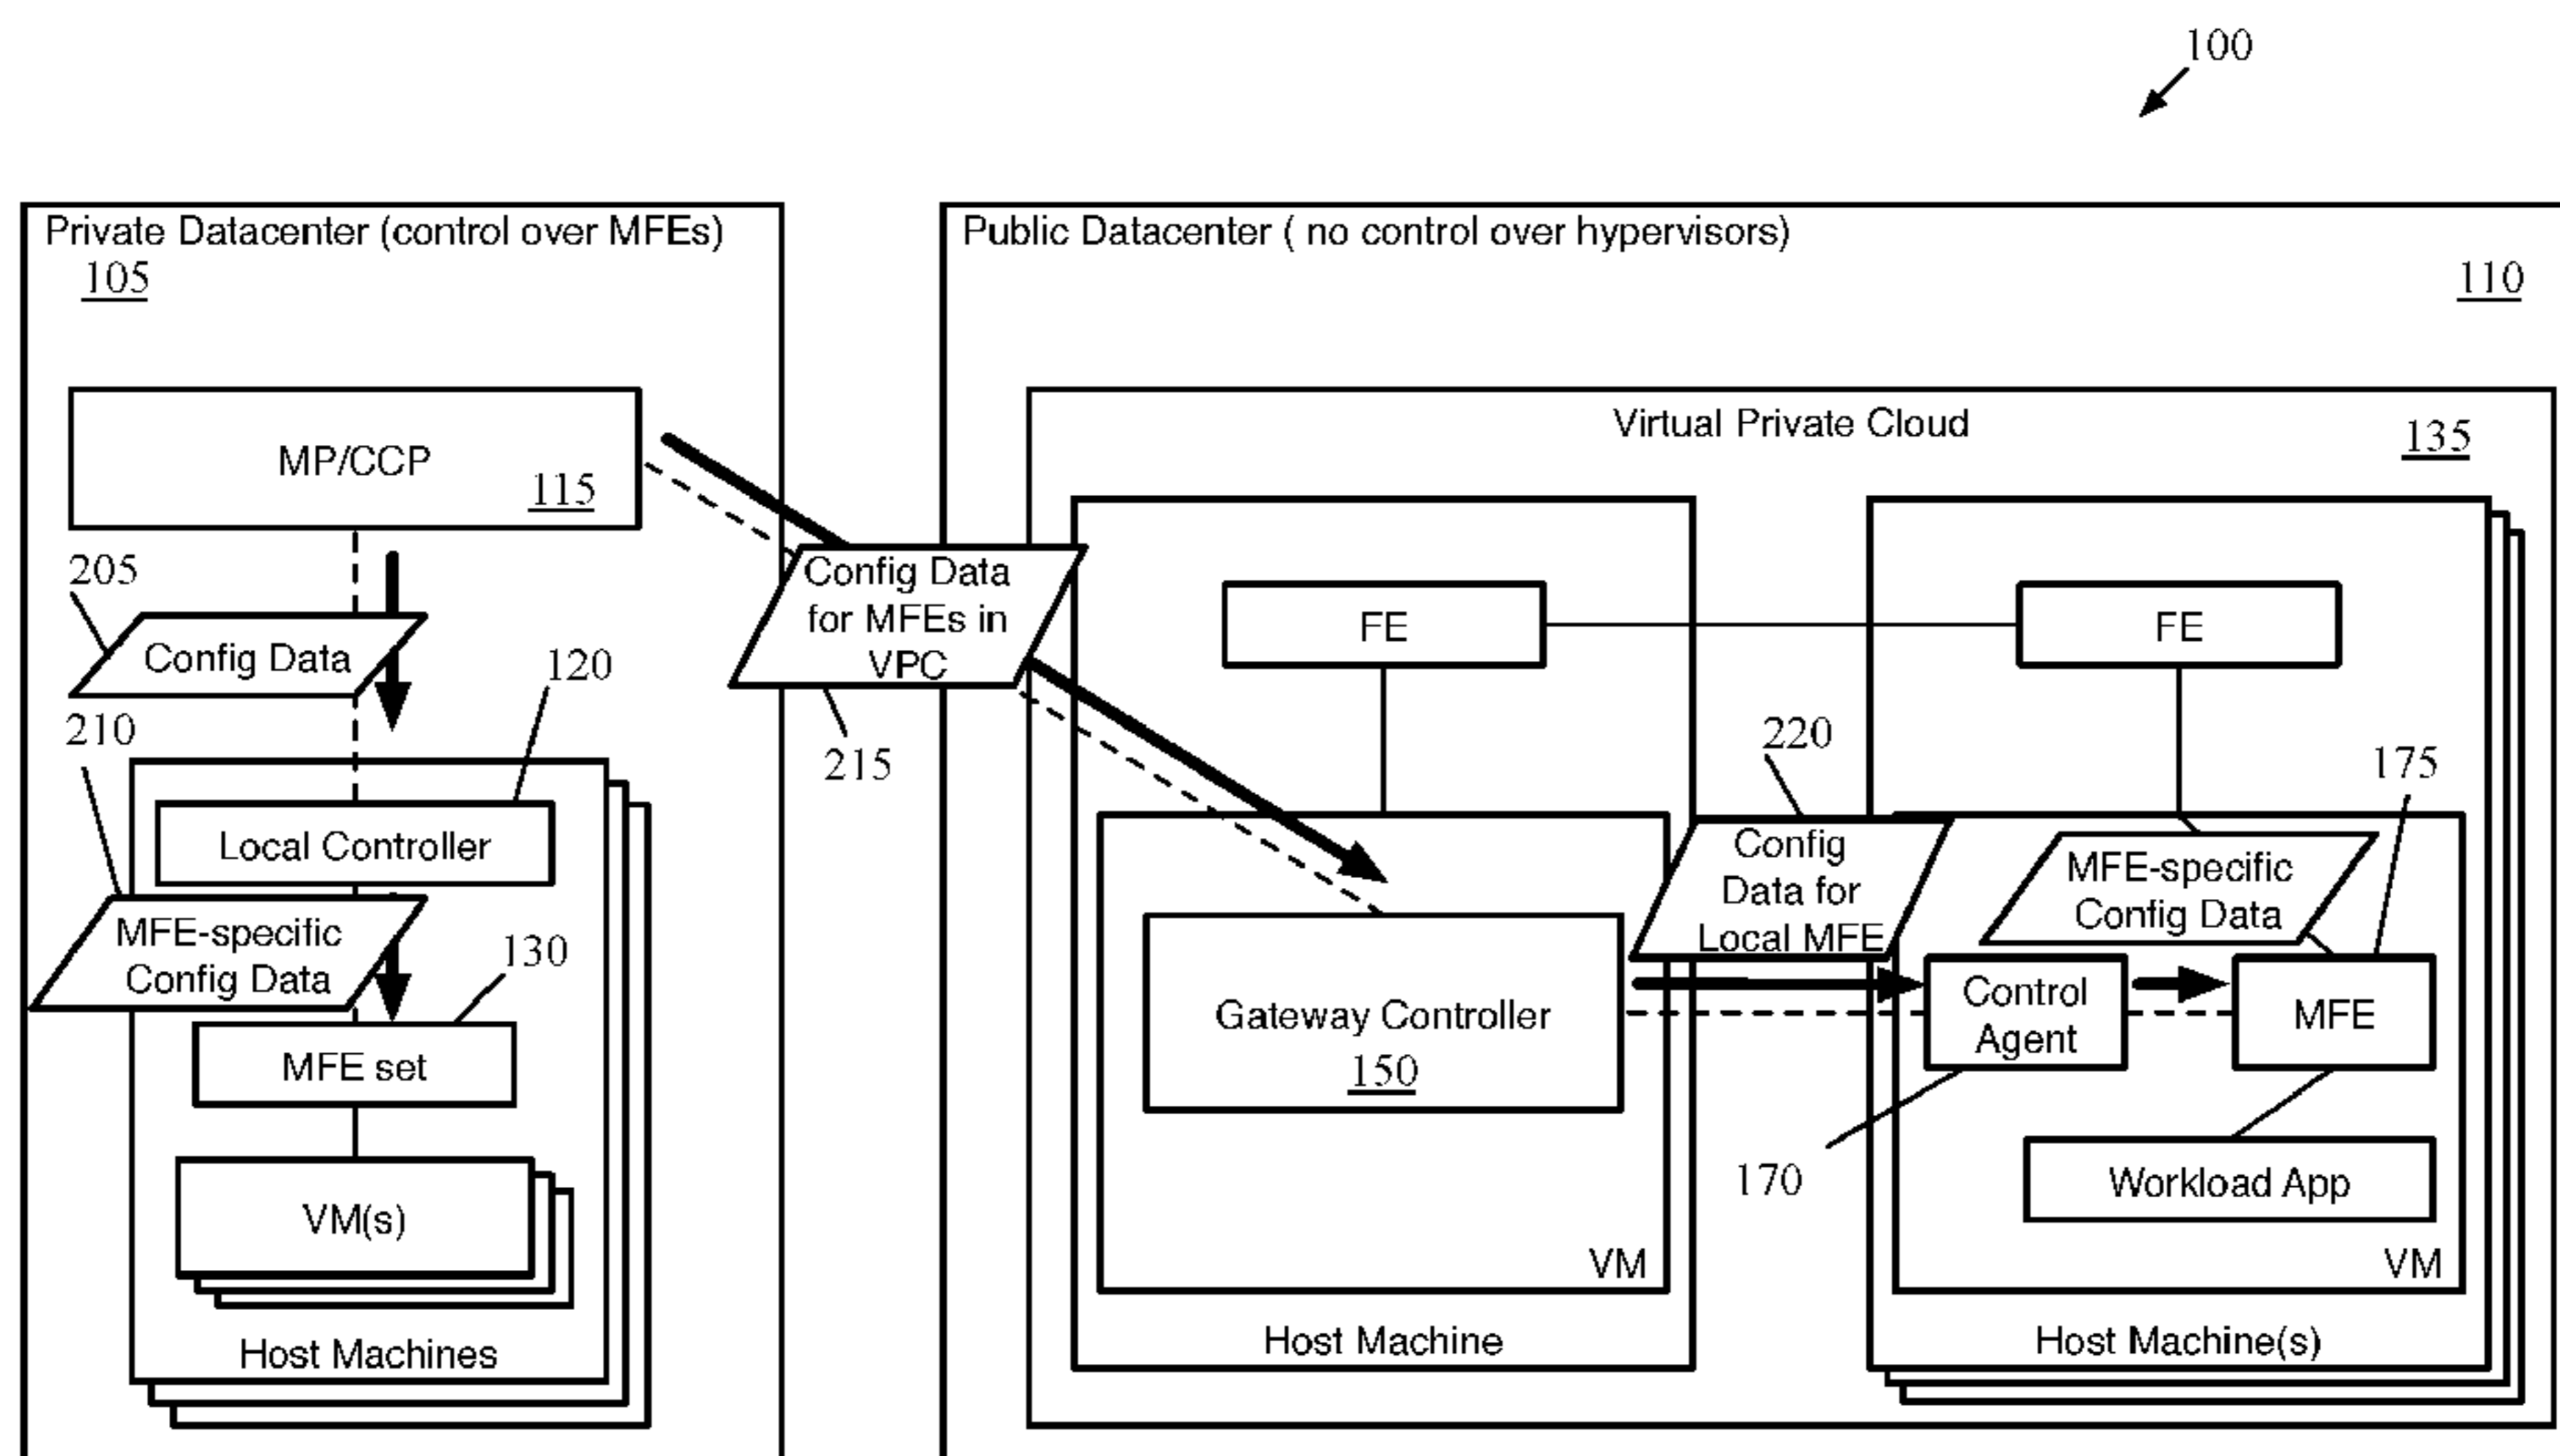 100
Private Datacenter (control over MFEs)
105
Public Datacenter ( no control over hypervisors)
110
MP/CCP
115
Virtual Private Cloud
135
205
Config Data
Config Data
for MFEs in
VPC
215
FE
FE
120
210
Local Controller
MFE-specific
Config Data
130
MFE set
VM(s)
Host Machines
220
Config
Data for
Local MFE
175
MFE-specific
Config Data
Gateway Controller
150
Control
Agent
MFE
170
Workload App
VM
VM
Host Machine
Host Machine(s)